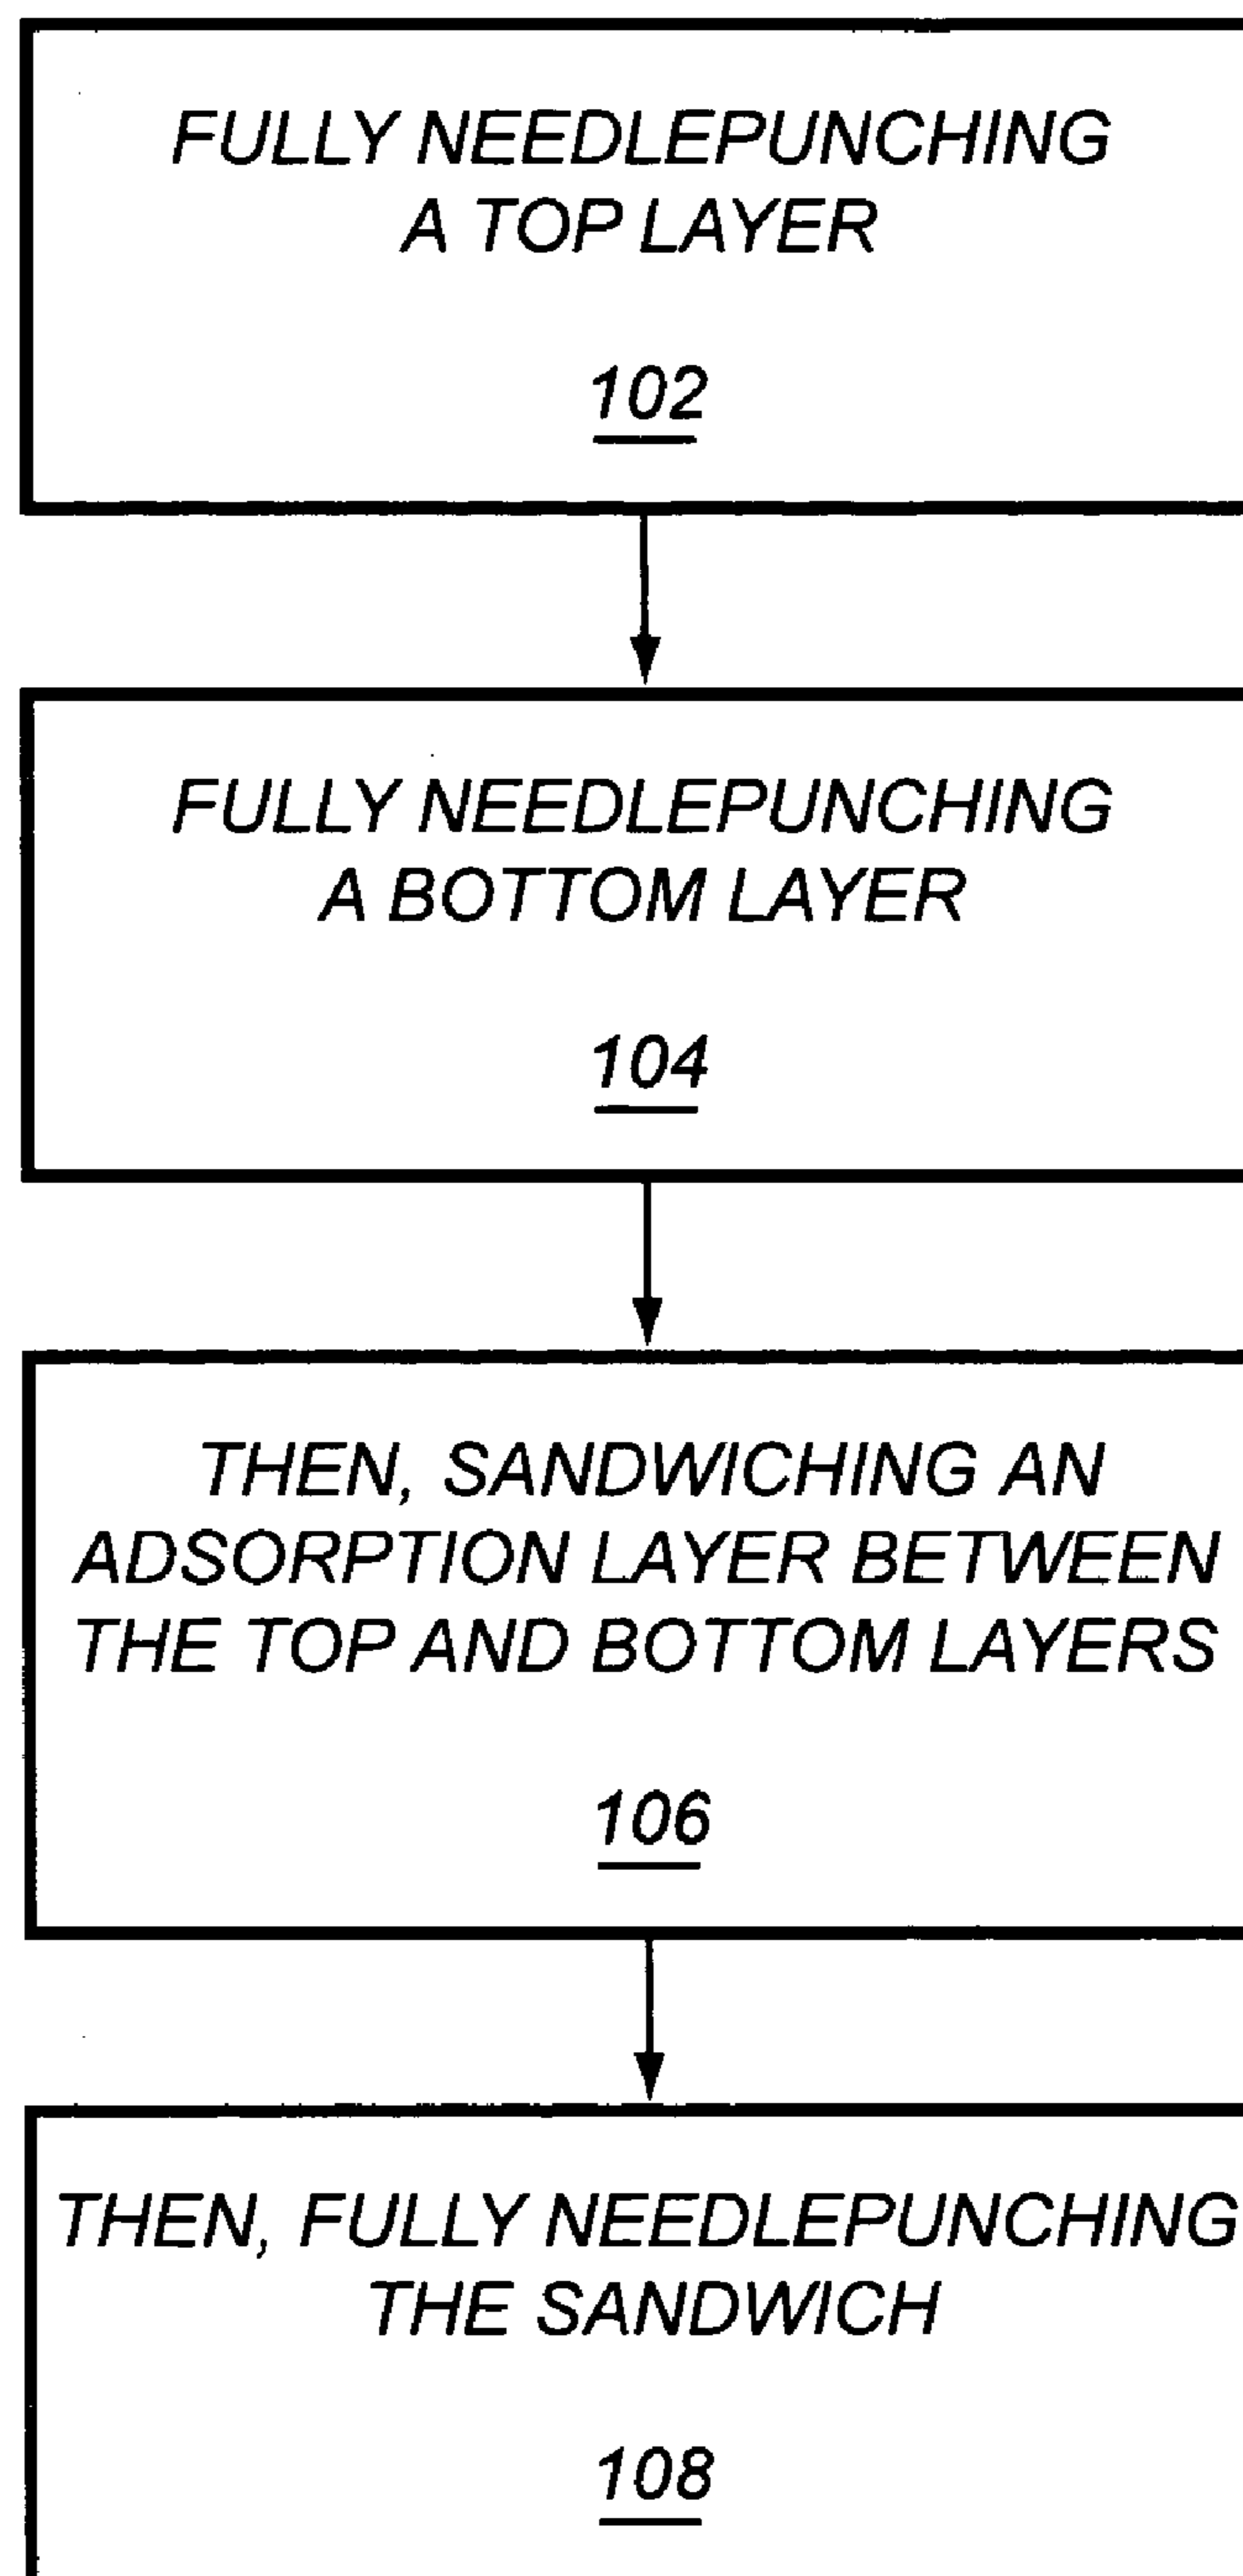 FULLY NEEDLEPUNCHING
A TOP LAYER
102
FULLY NEEDLEPUNCHING
A BOTTOM LAYER
104
THEN, SANDWICHING AN
ADSORPTION LAYER BETWEEN
THE TOP AND BOTTOM LAYERS
106
THEN, FULLY NEEDLEPUNCHING
THE SANDWICH
108